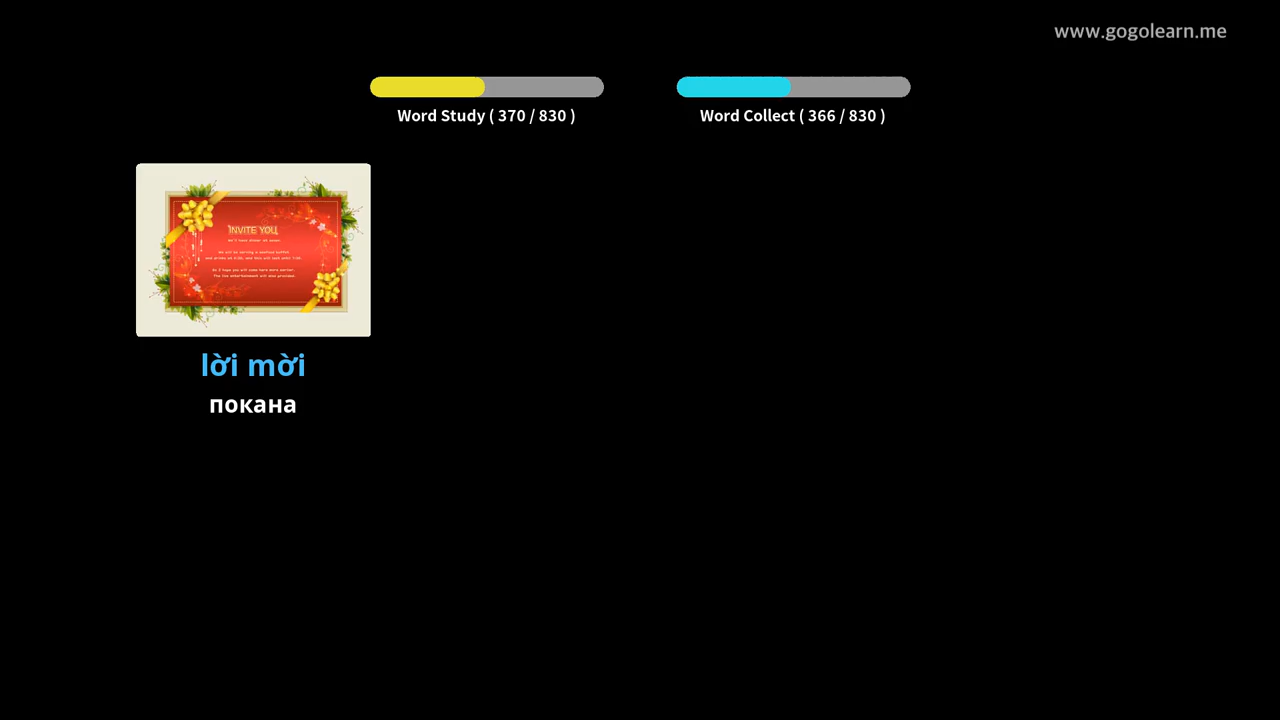 www.gogolearn.me
Word Study ( 370 / 830 )
Word Collect ( 366 / 830 )
INVITE YOU
lời mời
покана